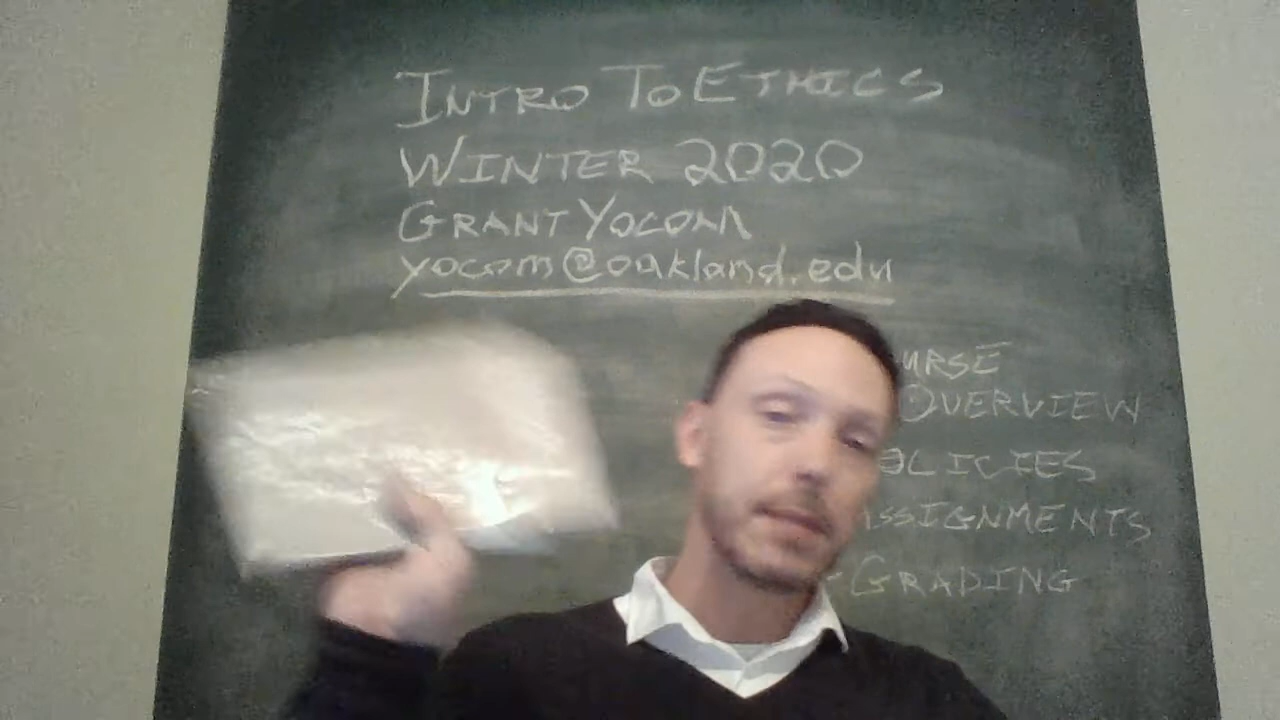 INTRO TO ETHICS
WINTER 2020
GRANT YOCOM
yocom@oakland.edu
URSE
OVERVIEW
OLICIES
SSIGNMENTS
-GRADING